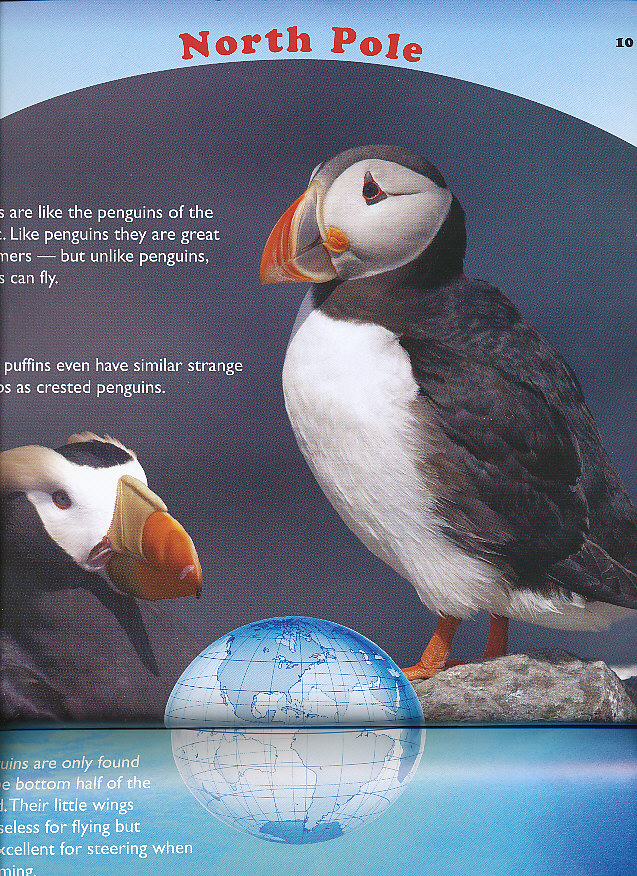 North Pole
10
s are like the penguins of the
. Like penguins they are great
mers — but unlike penguins,
s can fly.
puffins even have similar strange
os as crested penguins.
uins are only found
e bottom half of the
d. Their little wings
seless for flying but
xcellent for steering when
ming.